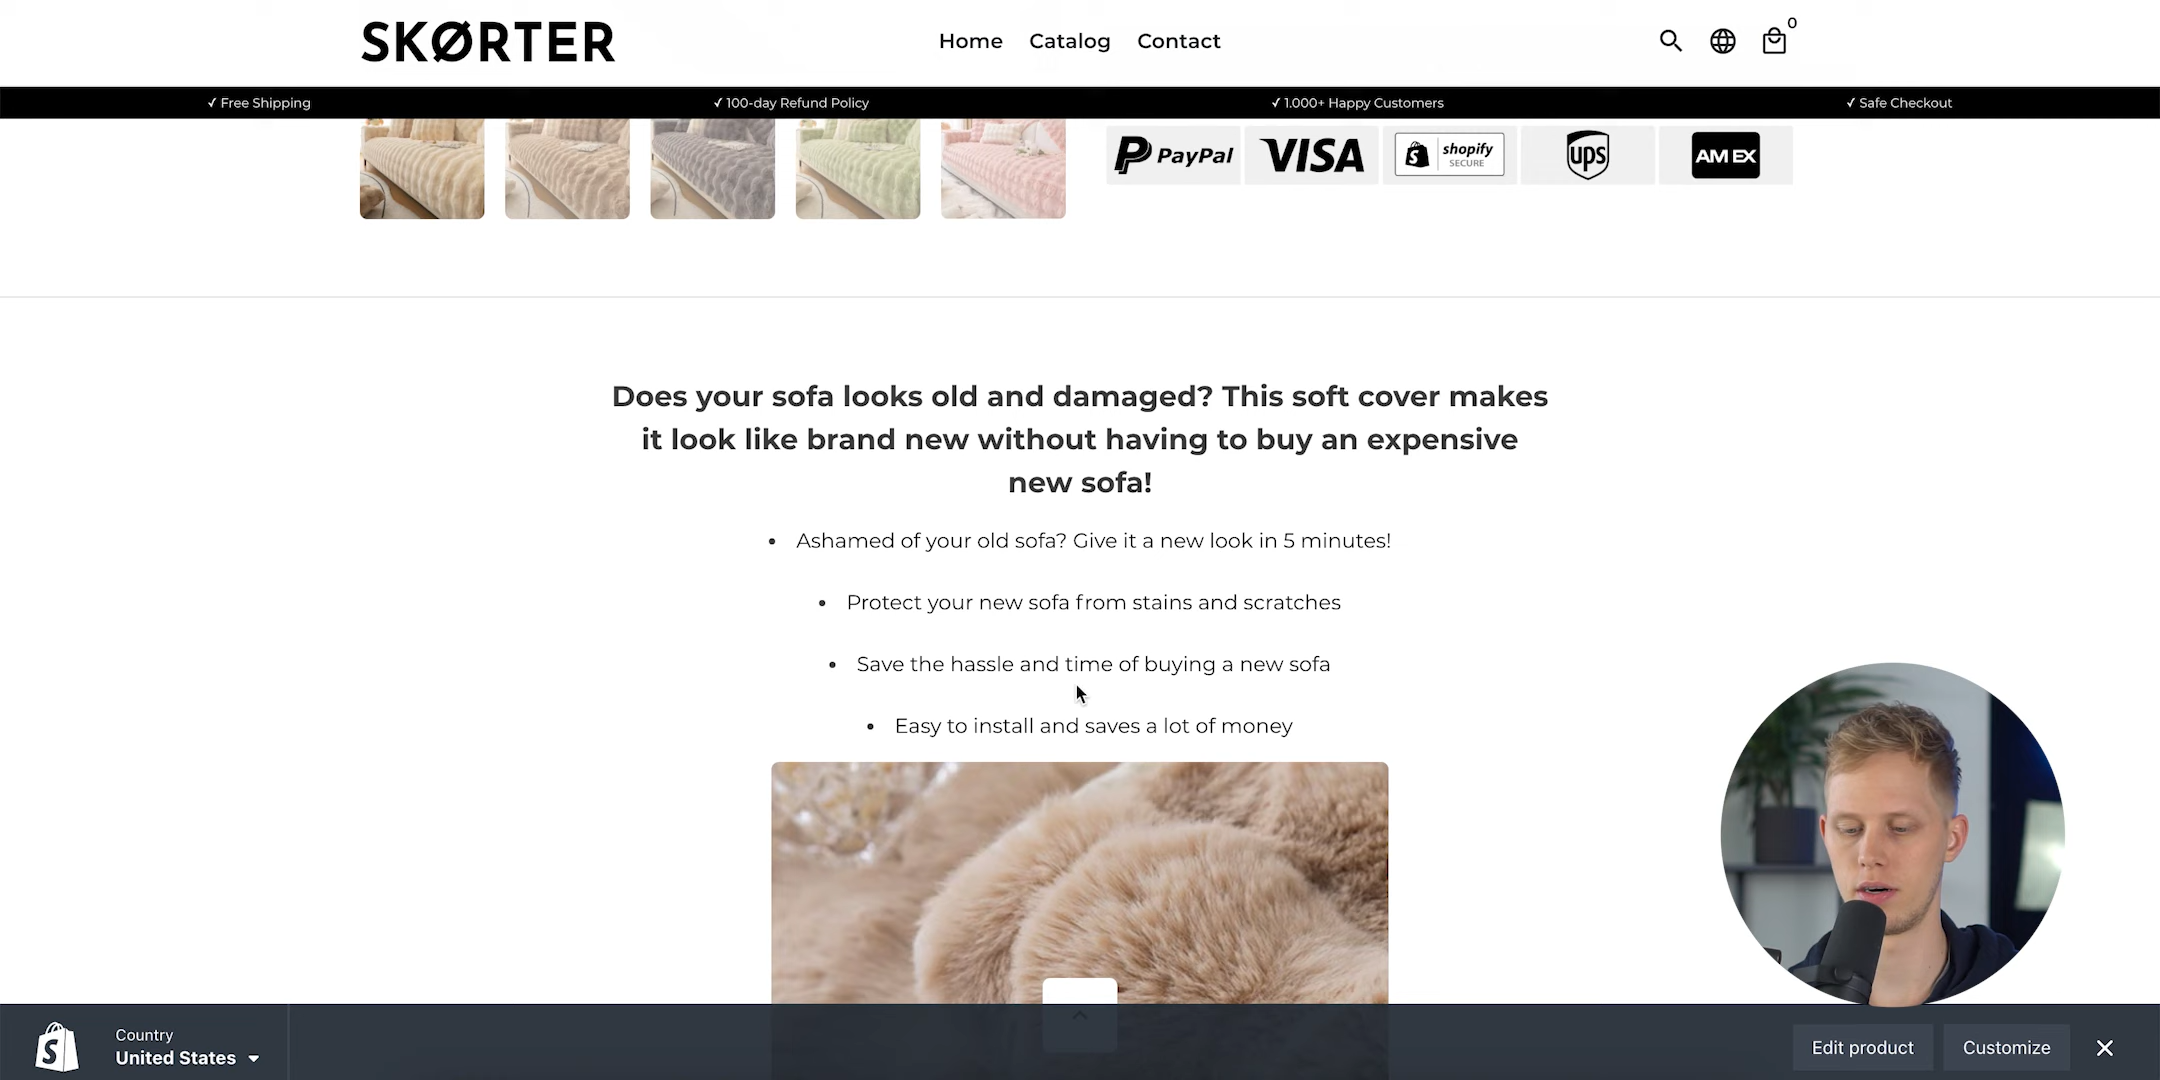 SKØRTER
Home Catalog Contact
0
✓ Free Shipping ✓ 100-day Refund Policy ✓ 1.000+ Happy Customers ✓ Safe Checkout
PayPal VISA shopify SECURE ups AMEX
Does your sofa looks old and damaged? This soft cover makes
it look like brand new without having to buy an expensive
new sofa!
• Ashamed of your old sofa? Give it a new look in 5 minutes!
• Protect your new sofa from stains and scratches
• Save the hassle and time of buying a new sofa
• Easy to install and saves a lot of money
Country
United States
Edit product Customize